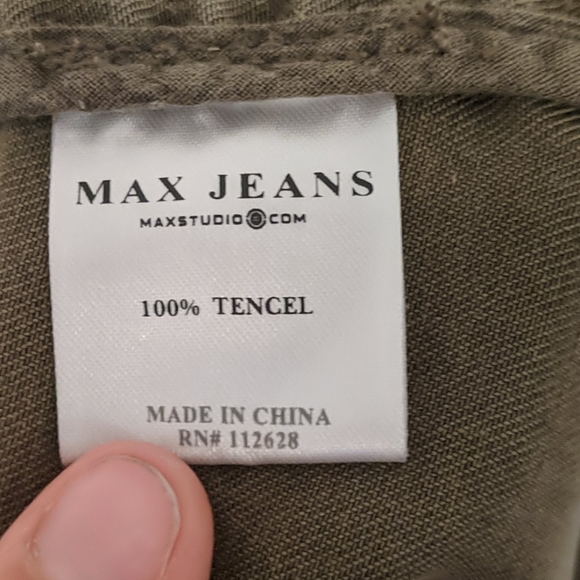 MAX JEANS
MAXSTUDIO COM
100% TENCEL
MADE IN CHINA
RN# 112628